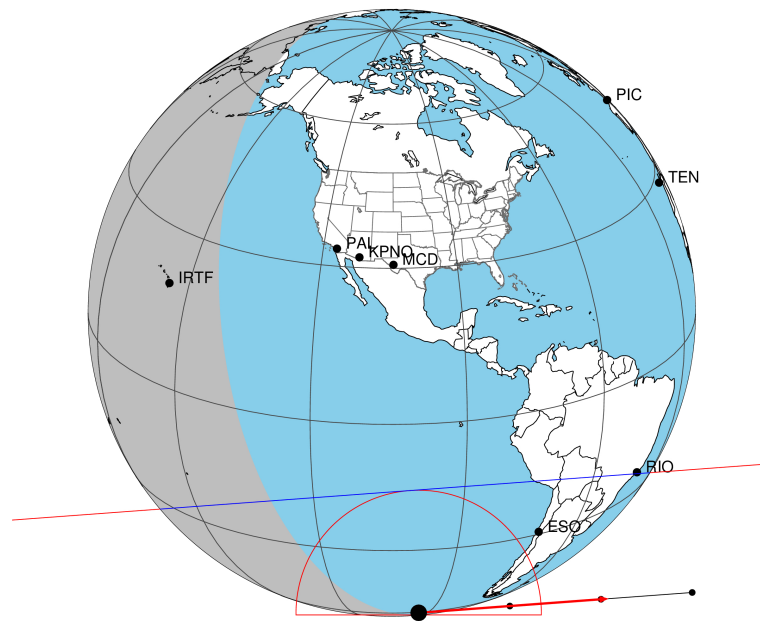 PIC
TEN
PAL
KPNO
MCD
IRTF
RIO
ESO